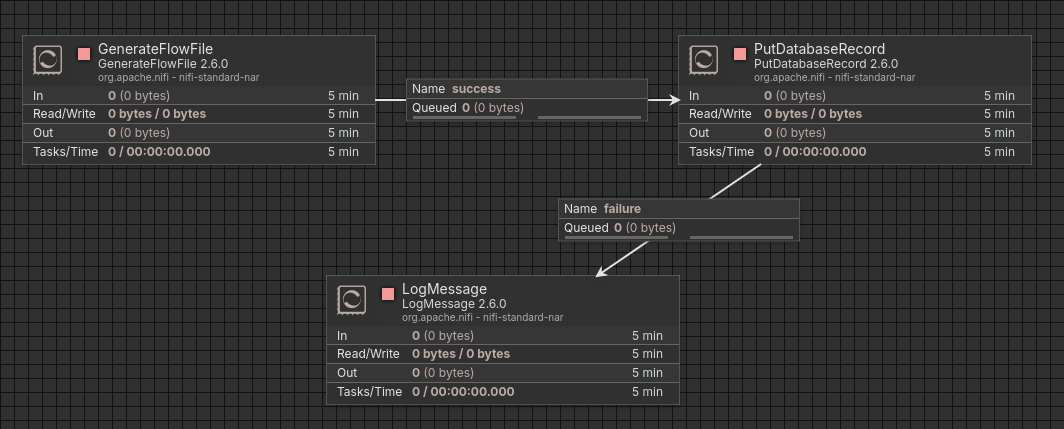 GenerateFlowFile
GenerateFlowFile 2.6.0
org.apache.nifi - nifi-standard-nar
In 0 (0 bytes) 5 min
Read/Write 0 bytes / 0 bytes 5 min
Out 0 (0 bytes) 5 min
Tasks/Time 0 / 00:00:00.000 5 min
Name success
Queued 0 (0 bytes)
PutDatabaseRecord
PutDatabaseRecord 2.6.0
org.apache.nifi - nifi-standard-nar
In 0 (0 bytes) 5 min
Read/Write 0 bytes / 0 bytes 5 min
Out 0 (0 bytes) 5 min
Tasks/Time 0 / 00:00:00.000 5 min
Name failure
Queued 0 (0 bytes)
LogMessage
LogMessage 2.6.0
org.apache.nifi - nifi-standard-nar
In 0 (0 bytes) 5 min
Read/Write 0 bytes / 0 bytes 5 min
Out 0 (0 bytes) 5 min
Tasks/Time 0 / 00:00:00.000 5 min